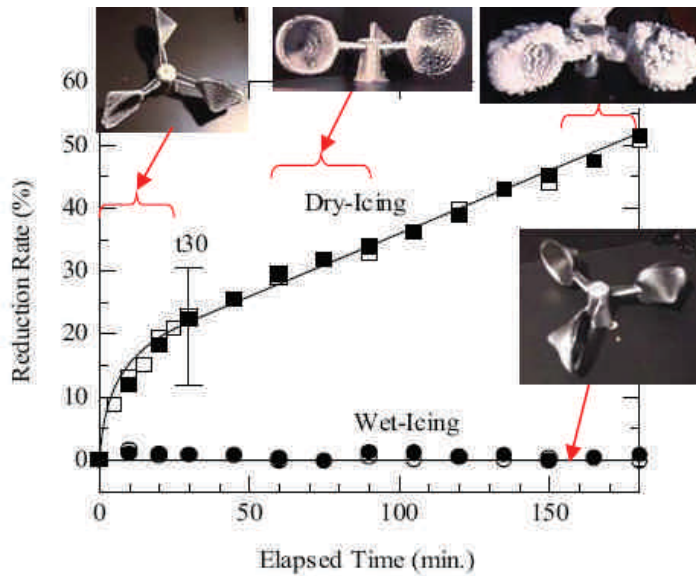 60
50
40
30
20
10
0
Reduction Rate (%)
Dry-Icing
t30
Wet-Icing
0
50
100
150
Elapsed Time (min.)